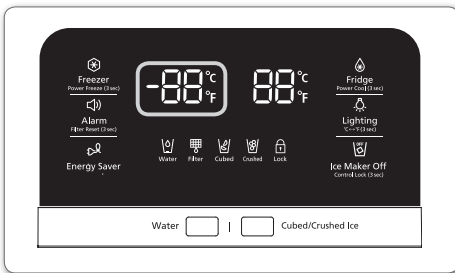 Freezer
Power Freeze (3 sec)
Alarm
Filter Reset (3 sec)
Energy Saver
-88 °C
°F
88 °C
°F
Water Filter Cubed Crushed Lock
Fridge
Power Cool (3 sec)
Lighting
°C↔°F (3 sec)
OFF
Ice Maker Off
Control Lock (3 sec)
Water | Cubed/Crushed Ice